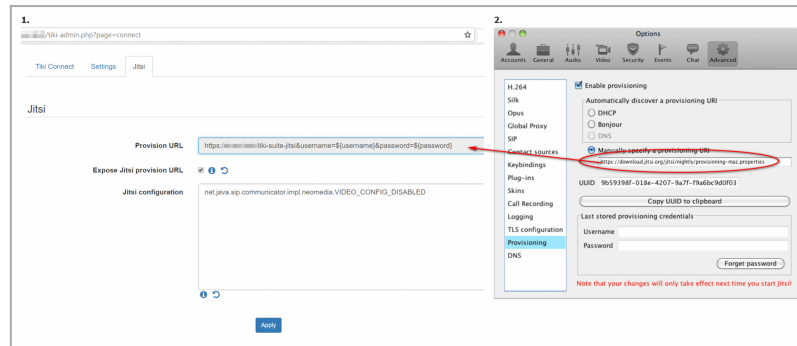 1.
/tiki-admin.php?page=connect
Tiki Connect Settings Jitsi
Jitsi
Provision URL
https:/ tiki-suite-jitsi&username=${username}&password=${password}
Expose Jitsi provision URL
Jitsi configuration
net.java.sip.communicator.impl.neomedia.VIDEO_CONFIG_DISABLED
Apply
2.
Options
Accounts General Audio Video Security Events Chat Advanced
H.264
Silk
Opus
Global Proxy
SIP
Contact sources
Keybindings
Plug-ins
Skins
Call Recording
Logging
TLS configuration
Provisioning
DNS
Enable provisioning
Automatically discover a provisioning URI
DHCP
Bonjour
DNS
Manually specify a provisioning URI
https://download.jitsi.org/jitsi/nightly/provisioning-mac.properties
UUID 9b59398f-018e-4207-9a7f-f9a6bc9d0f03
Copy UUID to clipboard
Last stored provisioning credentials
Username
Password
Forget password
Note that your changes will only take effect next time you start Jitsi!